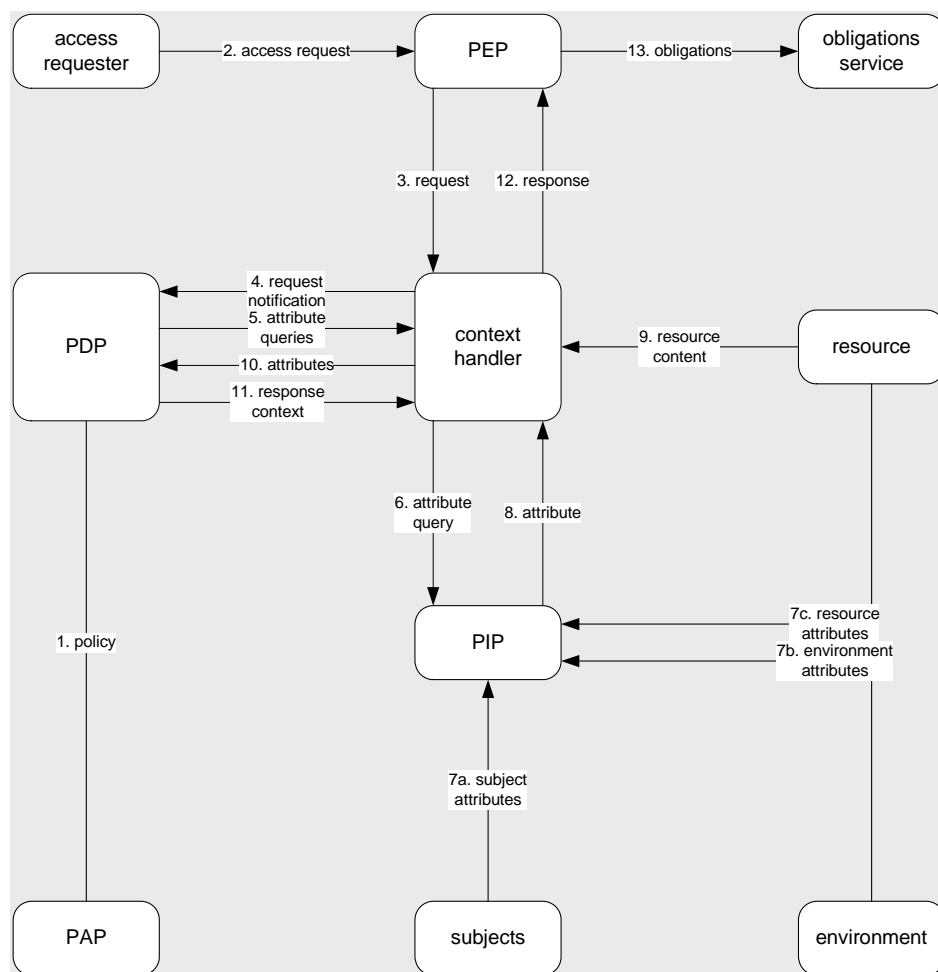 access
requester
2. access request
PEP
13. obligations
obligations
service
3. request
12. response
PDP
4. request
notification
5. attribute
queries
10. attributes
11. response
context
context
handler
9. resource
content
resource
6. attribute
query
8. attribute
1. policy
PIP
7c. resource
attributes
7b. environment
attributes
7a. subject
attributes
PAP
subjects
environment